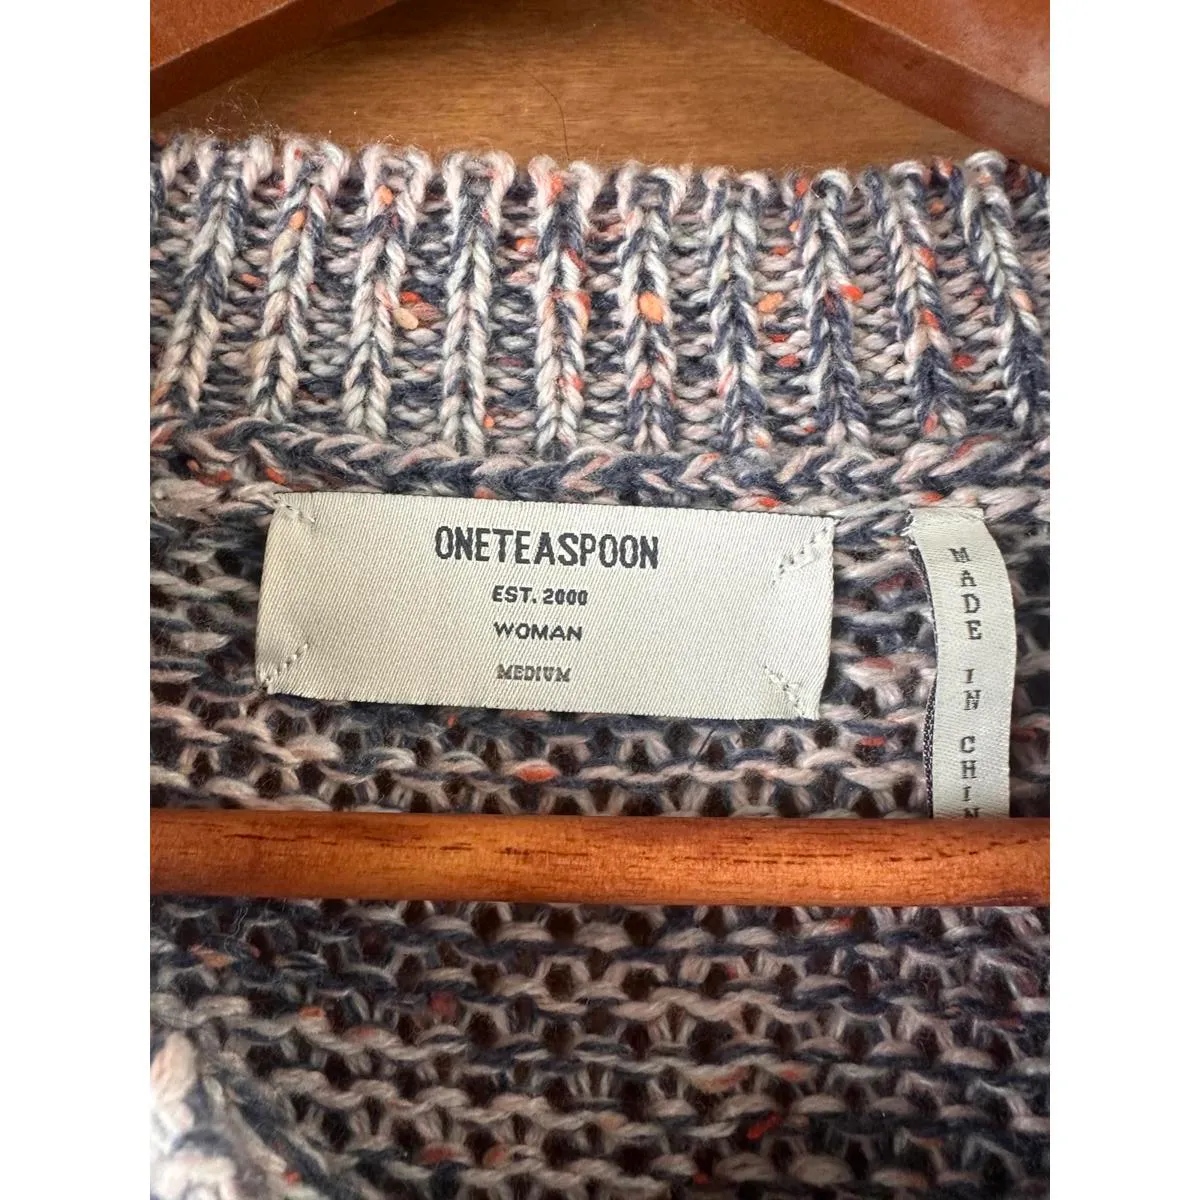 ONETEASPOON
EST. 2000
WOMAN
MEDIUM
MADE IN CHIN